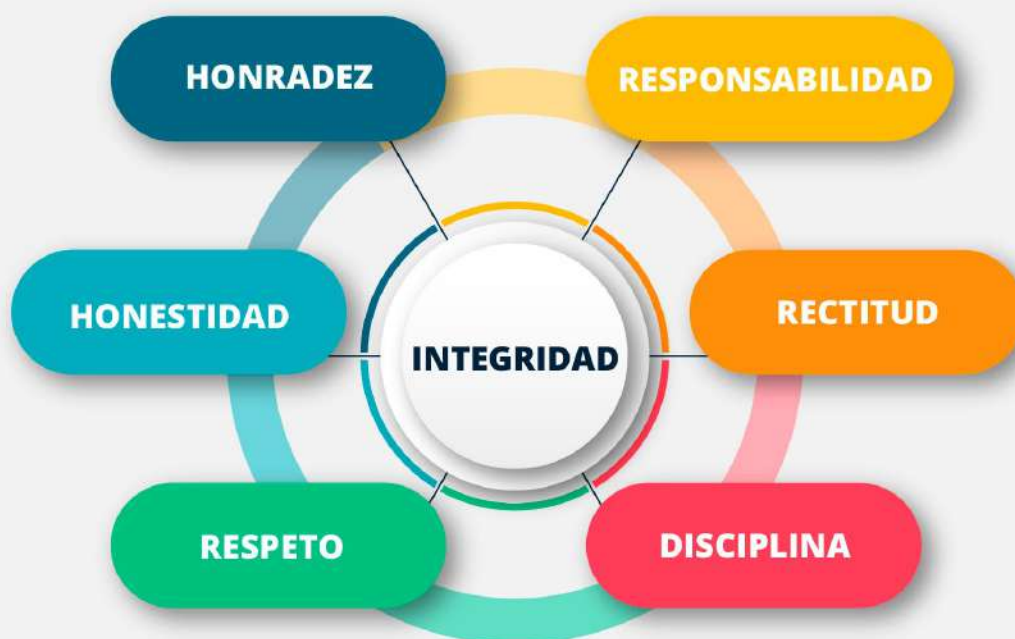 HONRADEZ
RESPONSABILIDAD
HONESTIDAD
RECTITUD
INTEGRIDAD
RESPETO
DISCIPLINA